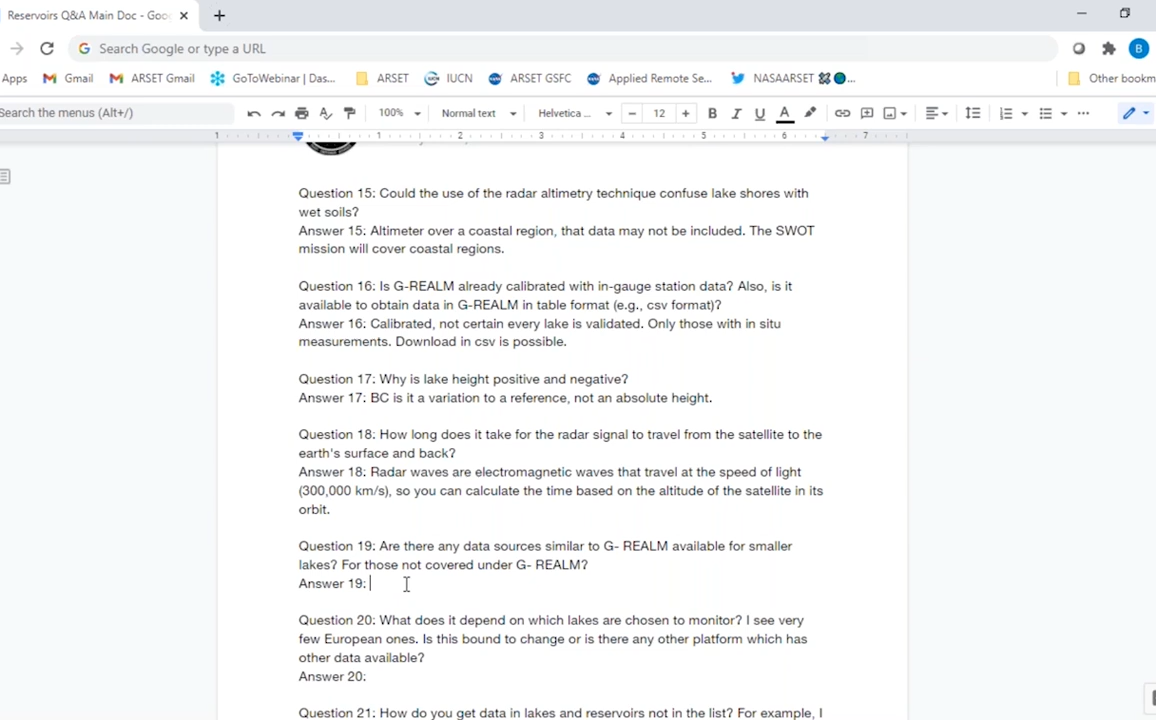 Reservoirs Q&A Main Doc - Goo
Search Google or type a URL
B
Apps Gmail ARSET Gmail GoToWebinar | Das... ARSET IUCN ARSET GSFC Applied Remote Se... NASAARSET ... Other bookm
Search the menus (Alt+/) 100% Normal text Helvetica ... 12 B I U A
1 1 2 3 4 5 6 7
Question 15: Could the use of the radar altimetry technique confuse lake shores with
wet soils?
Answer 15: Altimeter over a coastal region, that data may not be included. The SWOT
mission will cover coastal regions.
Question 16: Is G-REALM already calibrated with in-gauge station data? Also, is it
available to obtain data in G-REALM in table format (e.g., csv format)?
Answer 16: Calibrated, not certain every lake is validated. Only those with in situ
measurements. Download in csv is possible.
Question 17: Why is lake height positive and negative?
Answer 17: BC is it a variation to a reference, not an absolute height.
Question 18: How long does it take for the radar signal to travel from the satellite to the
earth's surface and back?
Answer 18: Radar waves are electromagnetic waves that travel at the speed of light
(300,000 km/s), so you can calculate the time based on the altitude of the satellite in its
orbit.
Question 19: Are there any data sources similar to G- REALM available for smaller
lakes? For those not covered under G- REALM?
Answer 19:
Question 20: What does it depend on which lakes are chosen to monitor? I see very
few European ones. Is this bound to change or is there any other platform which has
other data available?
Answer 20:
Question 21: How do you get data in lakes and reservoirs not in the list? For example, I